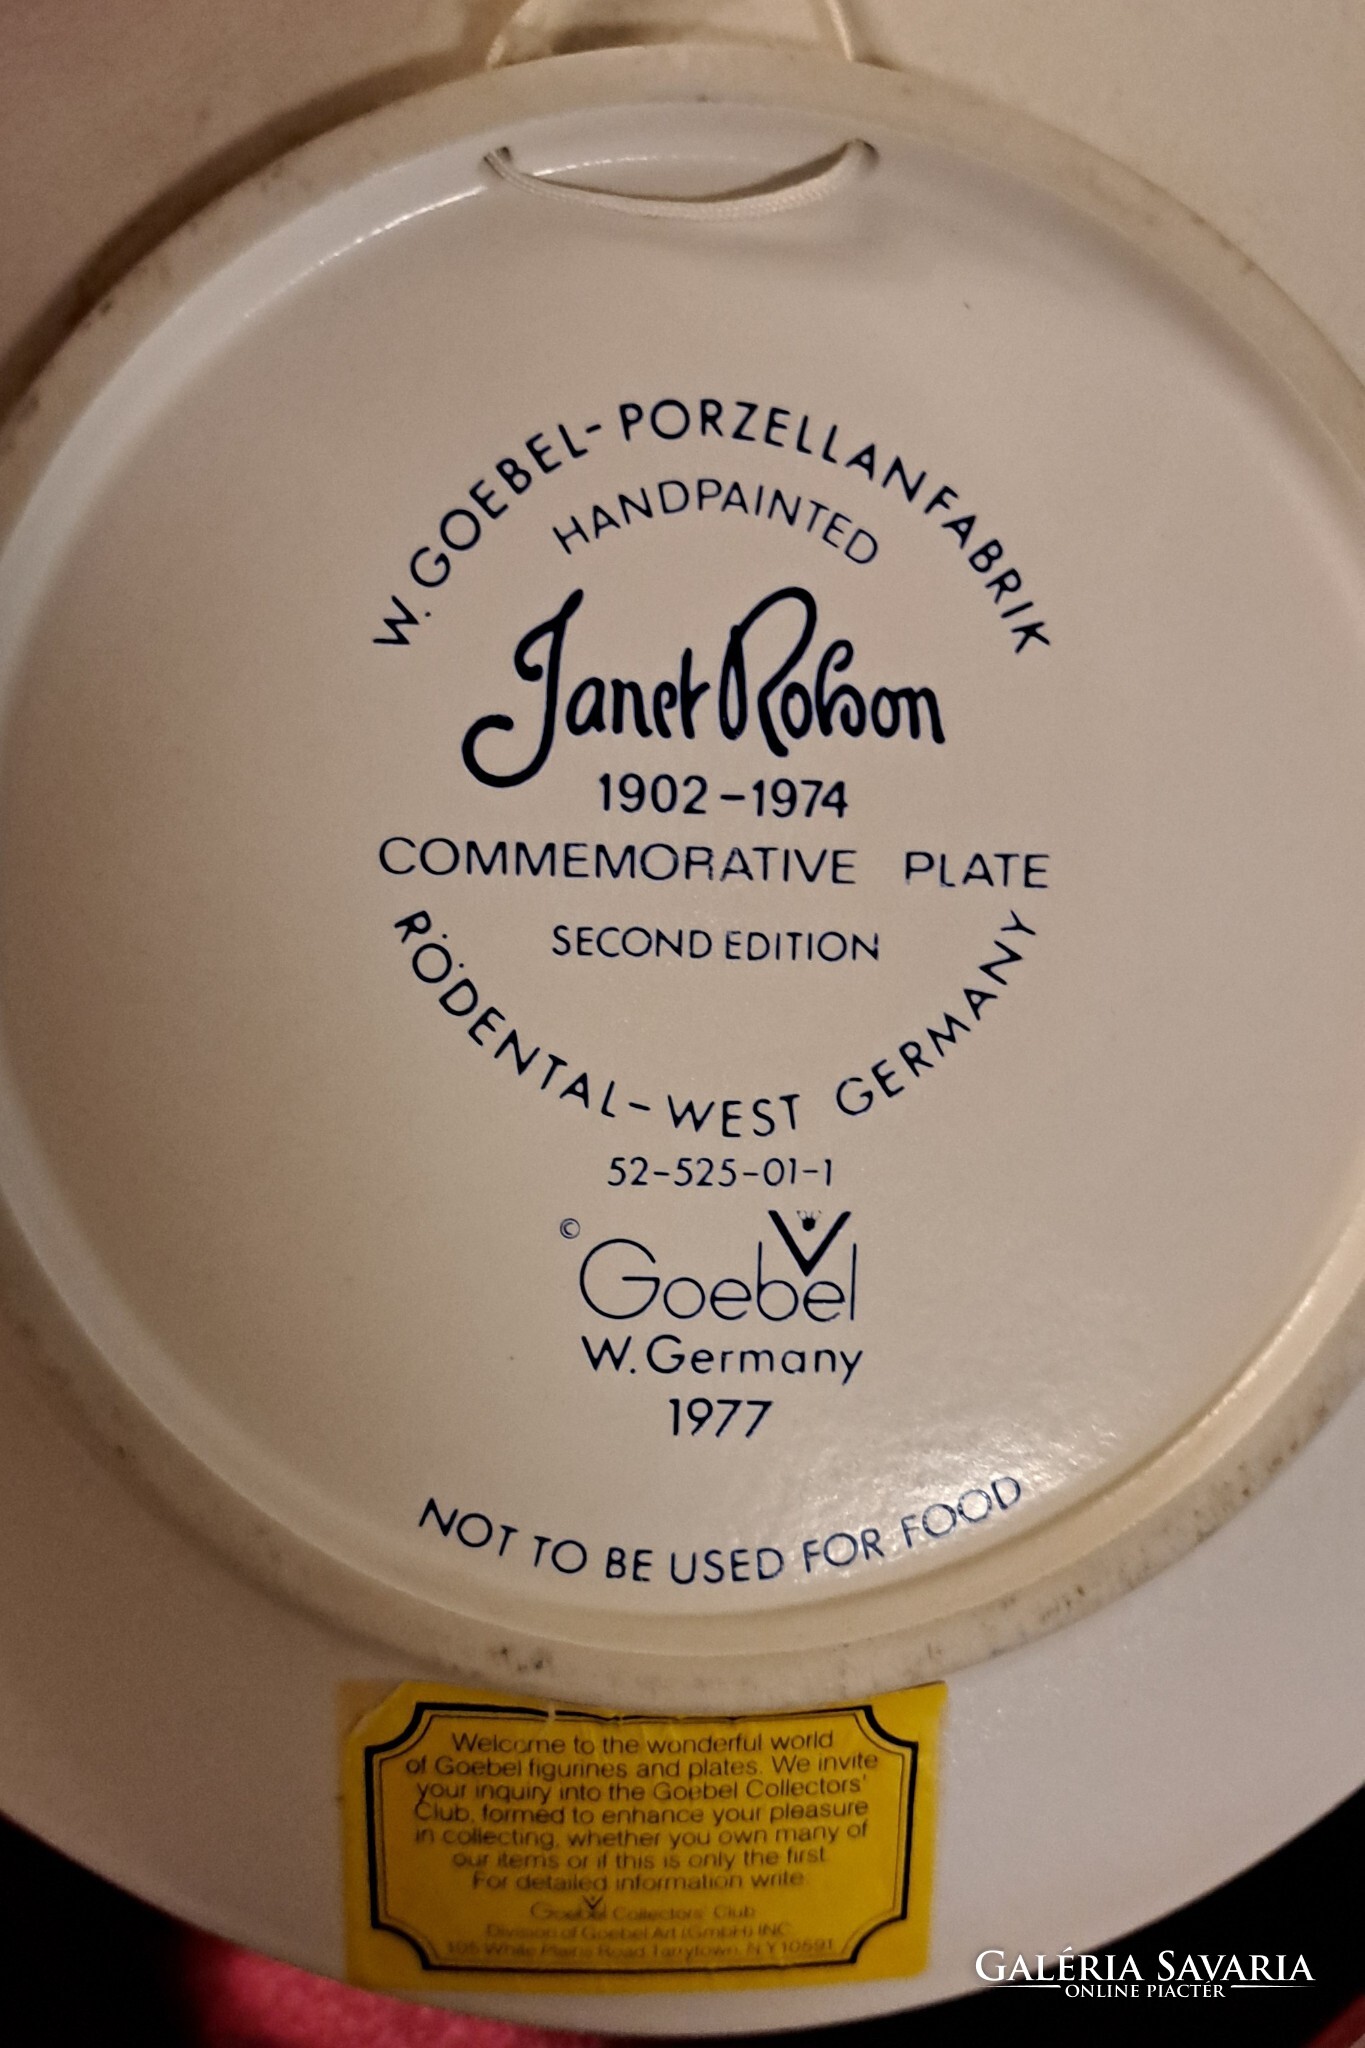 W. GOEBEL-PORZELLANFABRIK
HANDPAINTED
Janet Robson
1902-1974
COMMEMORATIVE PLATE
SECOND EDITION
RÖDENTAL-WEST GERMANY
52-525-01-1
© Goebel
W. Germany
1977
NOT TO BE USED FOR FOOD
Welcome to the wonderful world
of Goebel figurines and plates. We invite
your inquiry into the Goebel Collectors'
Club, formed to enhance your pleasure
in collecting, whether you own many of
our items or if this is only the first.
For detailed information write:
Goebel Collectors' Club
Division of Goebel Art (GmbH) INC.
105 White Plains Road Tarrytown, N.Y 10591
GALÉRIA SAVARIA
ONLINE PIACTÉR